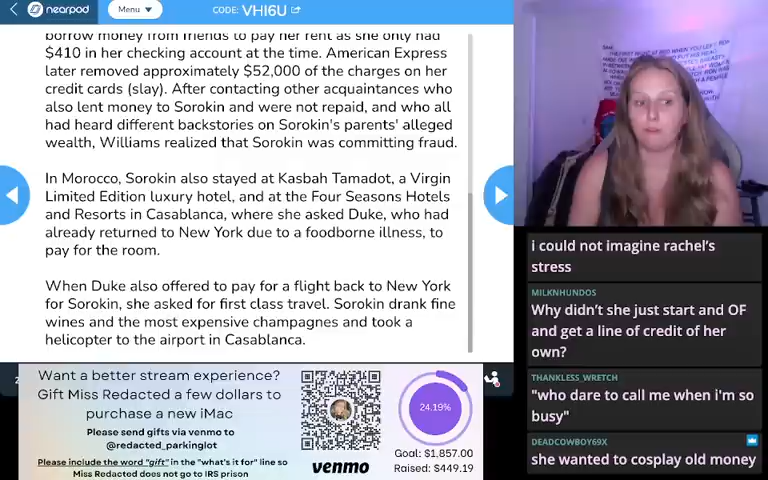 nearpod
Menu
CODE: VHI6U
borrow money from friends to pay her rent as she only had
$410 in her checking account at the time. American Express
later removed approximately $52,000 of the charges on her
credit cards (slay). After contacting other acquaintances who
also lent money to Sorokin and were not repaid, and who all
had heard different backstories on Sorokin's parents' alleged
wealth, Williams realized that Sorokin was committing fraud.
In Morocco, Sorokin also stayed at Kasbah Tamadot, a Virgin
Limited Edition luxury hotel, and at the Four Seasons Hotels
and Resorts in Casablanca, where she asked Duke, who had
already returned to New York due to a foodborne illness, to
pay for the room.
When Duke also offered to pay for a flight back to New York
for Sorokin, she asked for first class travel. Sorokin drank fine
wines and the most expensive champagnes and took a
helicopter to the airport in Casablanca.
Want a better stream experience?
Gift Miss Redacted a few dollars to
purchase a new iMac
Please send gifts via venmo to
@redacted_parkinglot
Please include the word "gift" in the "what's it for" line so
Miss Redacted does not go to IRS prison
venmo
24.19%
Goal: $1,857.00
Raised: $449.19
i could not imagine rachel's
stress
MILKNHUNDOS
Why didn't she just start and OF
and get a line of credit of her
own?
THANKLESS_WRETCH
"who dare to call me when i'm so
busy"
DEADCOWBOY69X
she wanted to cosplay old money